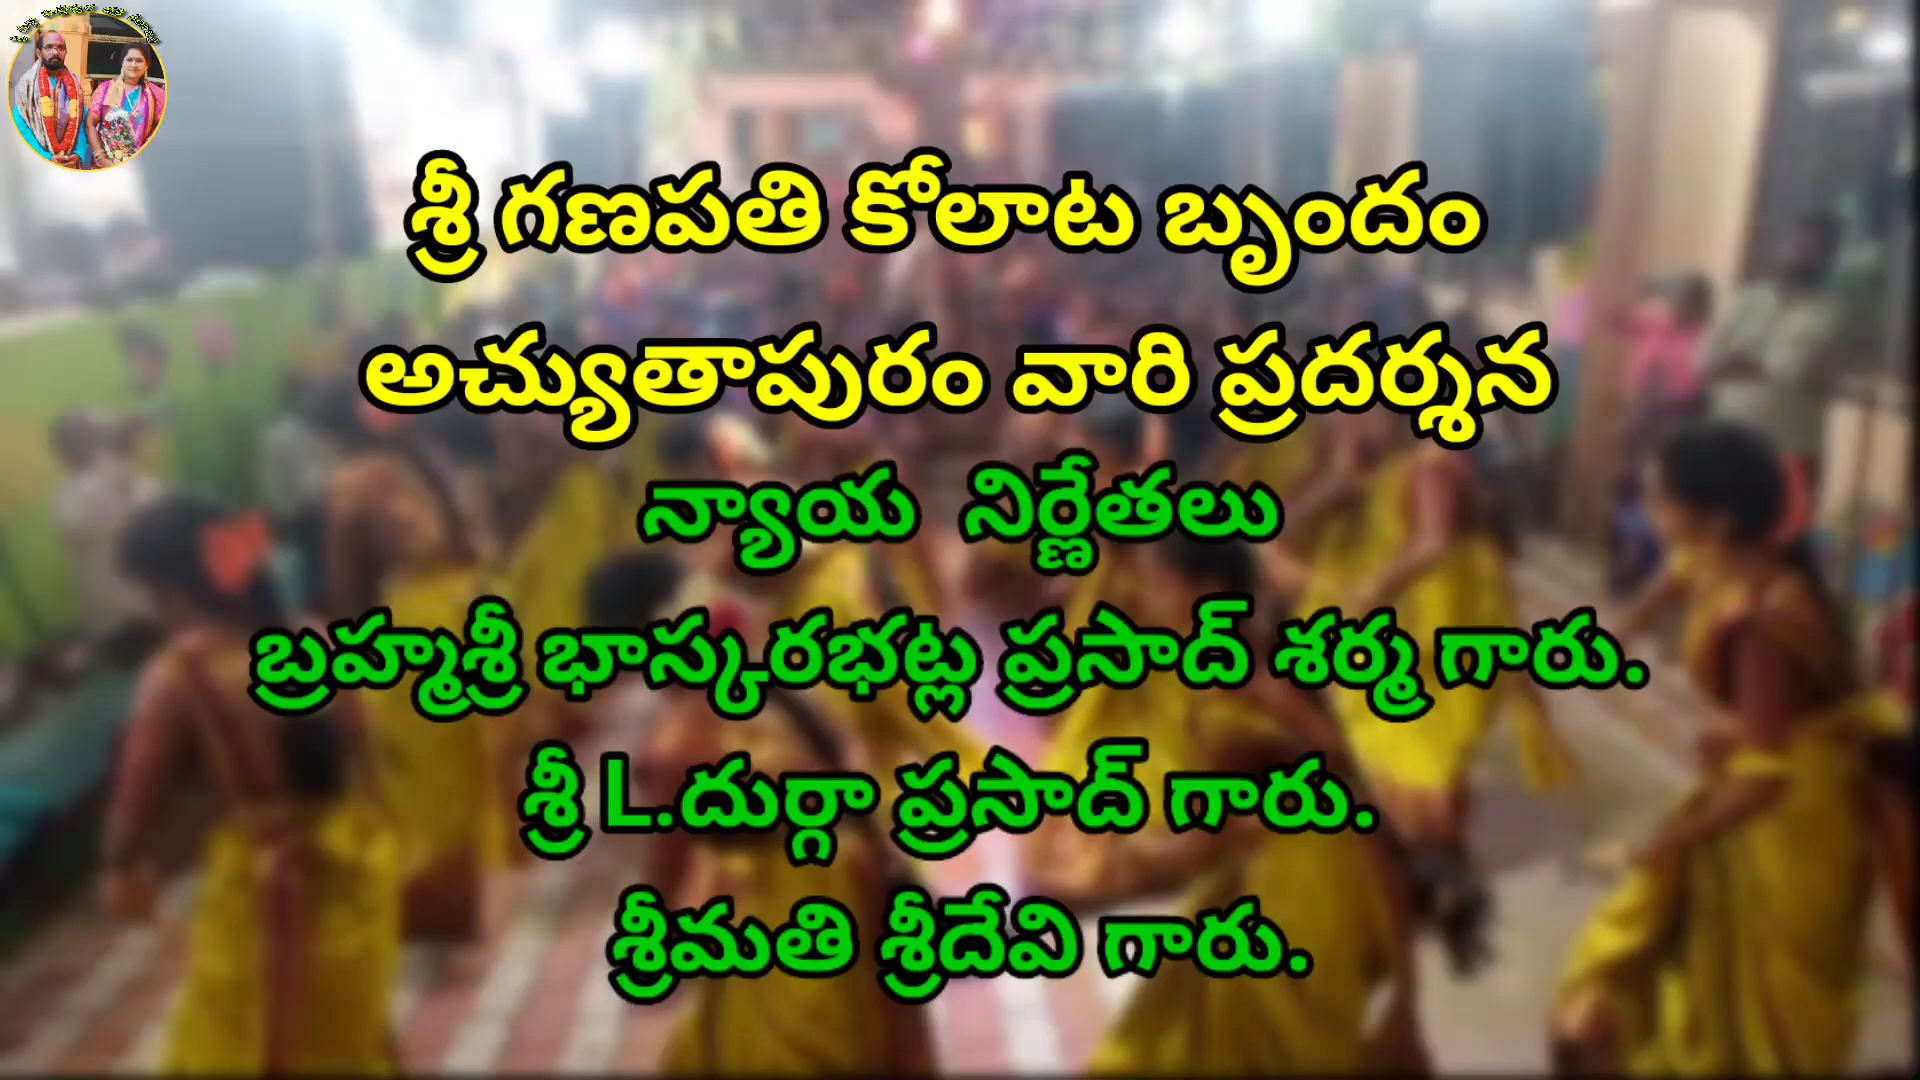 శ్రీ గణపతి కోలాట బృందం
అచ్యుతాపురం వారి ప్రదర్శన
న్యాయ నిర్ణేతలు
బ్రహ్మశ్రీ భాస్కరభట్ల ప్రసాద్ శర్మ గారు.
శ్రీ L.దుర్గా ప్రసాద్ గారు.
శ్రీమతి శ్రీదేవి గారు.